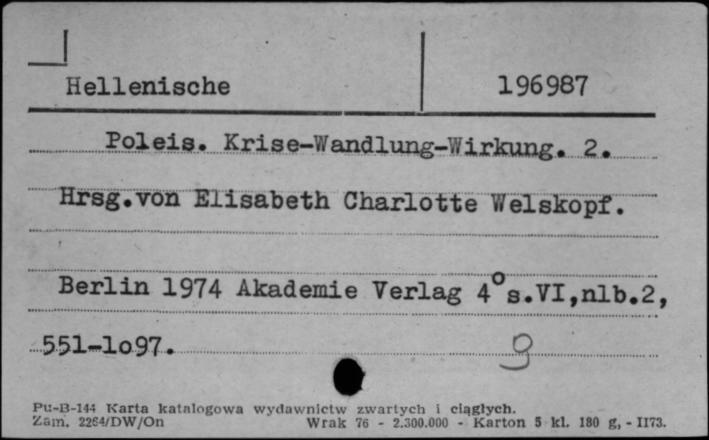 Hellenische 196987
Poleis. Krise-Wandlung-Wirkung. 2.
Hrsg.von Elisabeth Charlotte Welskopf.
Berlin 1974 Akademie Verlag 4° s.VI,nlb.2,
551-lo97.
9
Pu-B-144 Karta katalogowa wydawnictw zwartych i ciągłych.
Zam. 2264/DW/On Wrak 76 - 2.300.000 - Karton 5 kl. 180 g, - II73.